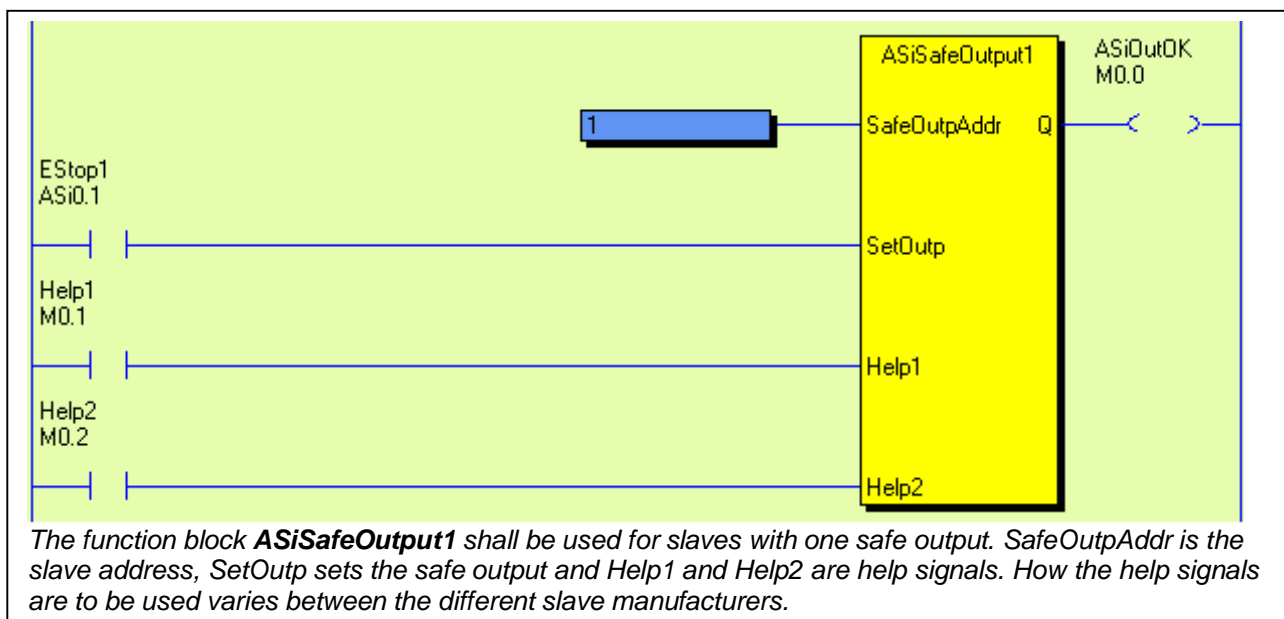 ASiSafeOutput1
ASiOutOK
M0.0
1
SafeOutpAddr Q
EStop1
ASi0.1
SetOutp
Help1
M0.1
Help1
Help2
M0.2
Help2
The function block ASiSafeOutput1 shall be used for slaves with one safe output. SafeOutpAddr is the
slave address, SetOutp sets the safe output and Help1 and Help2 are help signals. How the help signals
are to be used varies between the different slave manufacturers.